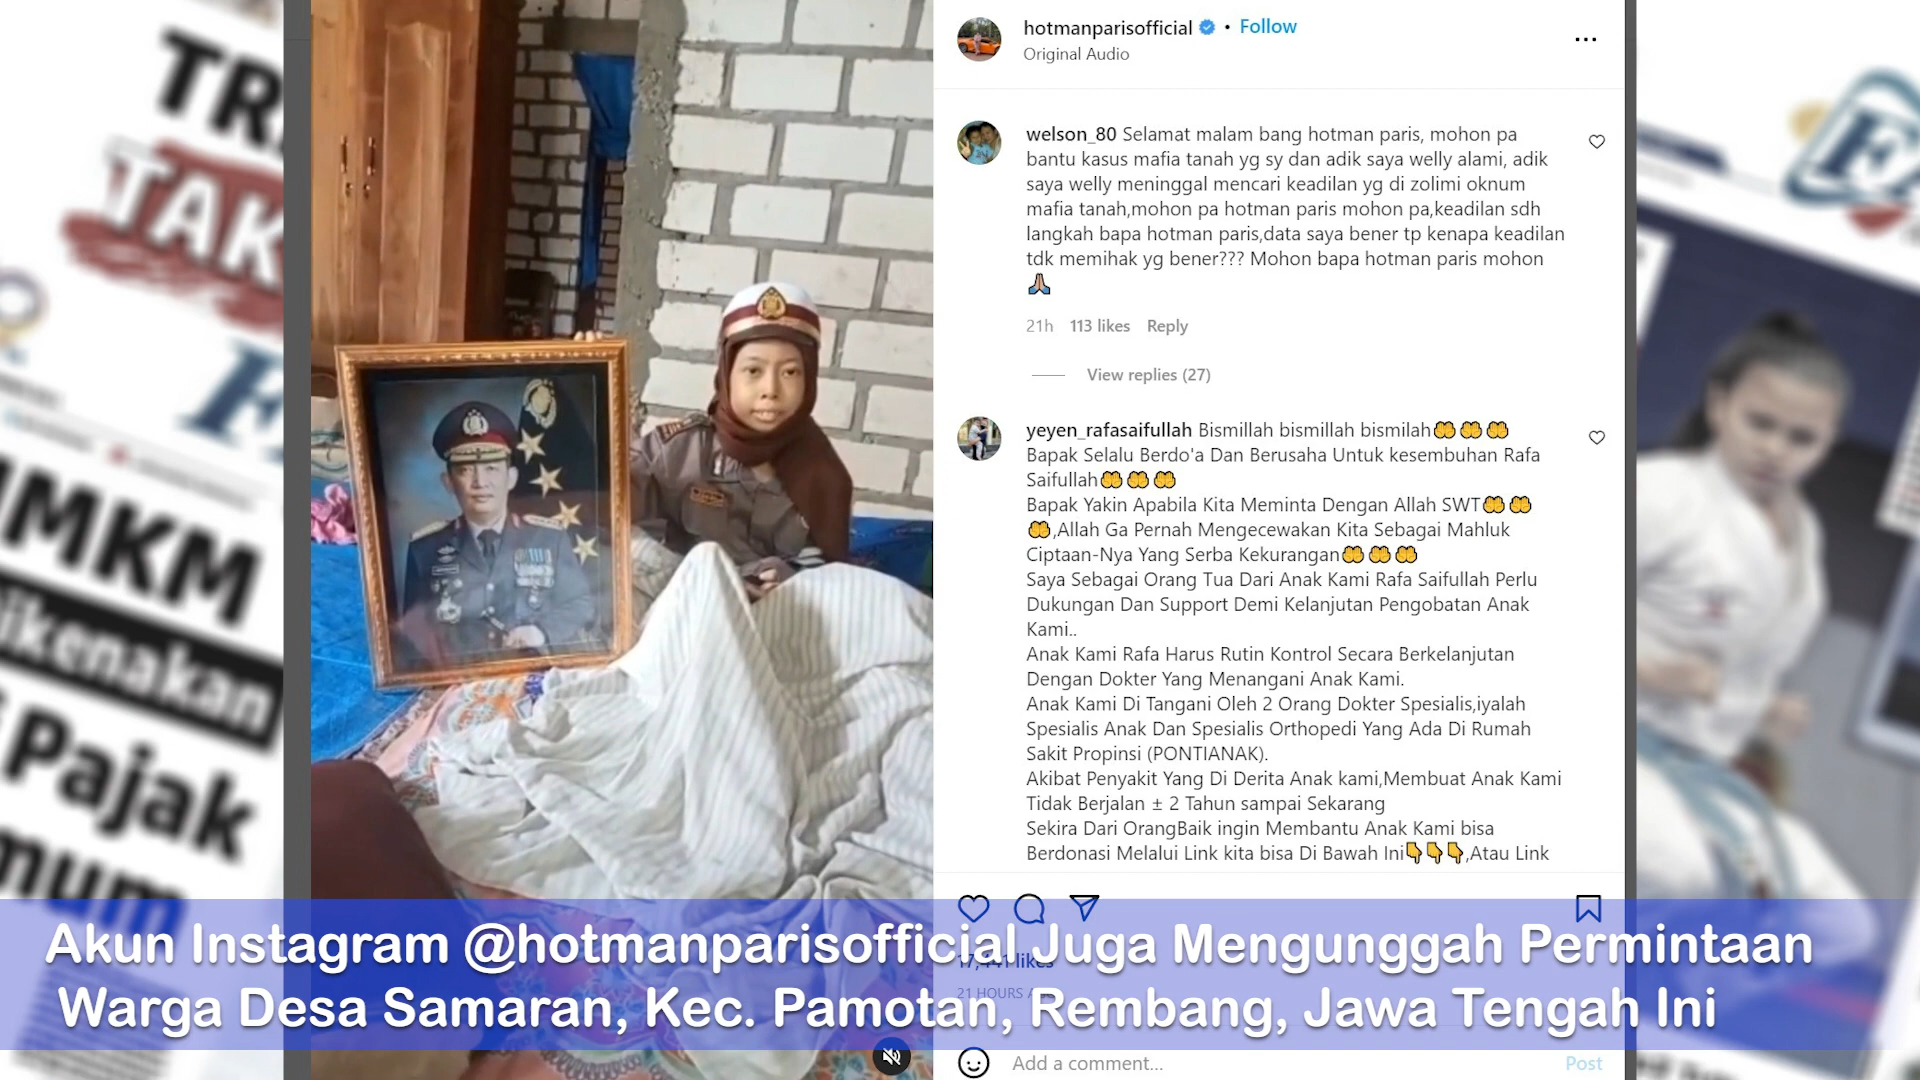 hotmanparisofficial • Follow
Original Audio
welson_80 Selamat malam bang hotman paris, mohon pa
bantu kasus mafia tanah yg sy dan adik saya welly alami, adik
saya welly meninggal mencari keadilan yg di zolimi oknum
mafia tanah,mohon pa hotman paris mohon pa,keadilan sdh
langkah bapa hotman paris,data saya bener tp kenapa keadilan
tdk memihak yg bener??? Mohon bapa hotman paris mohon
🙏🏼
21h 113 likes Reply
View replies (27)
yeyen_rafasaifullah Bismillah bismillah bismilah🤲🤲🤲
Bapak Selalu Berdo'a Dan Berusaha Untuk kesembuhan Rafa
Saifullah🤲🤲🤲
Bapak Yakin Apabila Kita Meminta Dengan Allah SWT🤲🤲
🤲,Allah Ga Pernah Mengecewakan Kita Sebagai Mahluk
Ciptaan-Nya Yang Serba Kekurangan🤲🤲🤲
Saya Sebagai Orang Tua Dari Anak Kami Rafa Saifullah Perlu
Dukungan Dan Support Demi Kelanjutan Pengobatan Anak
Kami..
Anak Kami Rafa Harus Rutin Kontrol Secara Berkelanjutan
Dengan Dokter Yang Menangani Anak Kami.
Anak Kami Di Tangani Oleh 2 Orang Dokter Spesialis,iyalah
Spesialis Anak Dan Spesialis Orthopedi Yang Ada Di Rumah
Sakit Propinsi (PONTIANAK).
Akibat Penyakit Yang Di Derita Anak kami,Membuat Anak Kami
Tidak Berjalan ± 2 Tahun sampai Sekarang
Sekira Dari OrangBaik ingin Membantu Anak Kami bisa
Berdonasi Melalui Link kita bisa Di Bawah Ini👇👇👇,Atau Link
17,441 likes
21 HOURS
Akun Instagram @hotmanparisofficial Juga Mengunggah Permintaan
Warga Desa Samaran, Kec. Pamotan, Rembang, Jawa Tengah Ini
Add a comment...
Post
TAK
UMKM
ikenakan
Pajak
mum